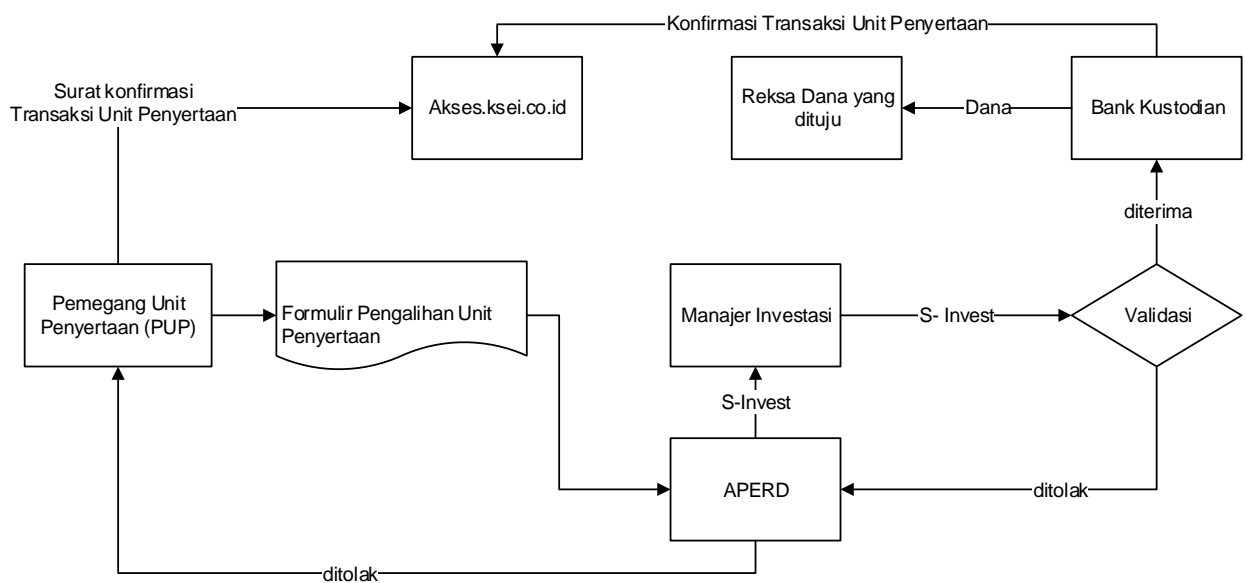 Konfirmasi Transaksi Unit Penyertaan
Surat konfirmasi
Transaksi Unit Penyertaan
Akses.ksei.co.id
Reksa Dana yang
dituju
Dana
Bank Kustodian
diterima
Pemegang Unit
Penyertaan (PUP)
Formulir Pengalihan Unit
Penyertaan
Manajer Investasi
S- Invest
Validasi
S-Invest
APERD
ditolak
ditolak